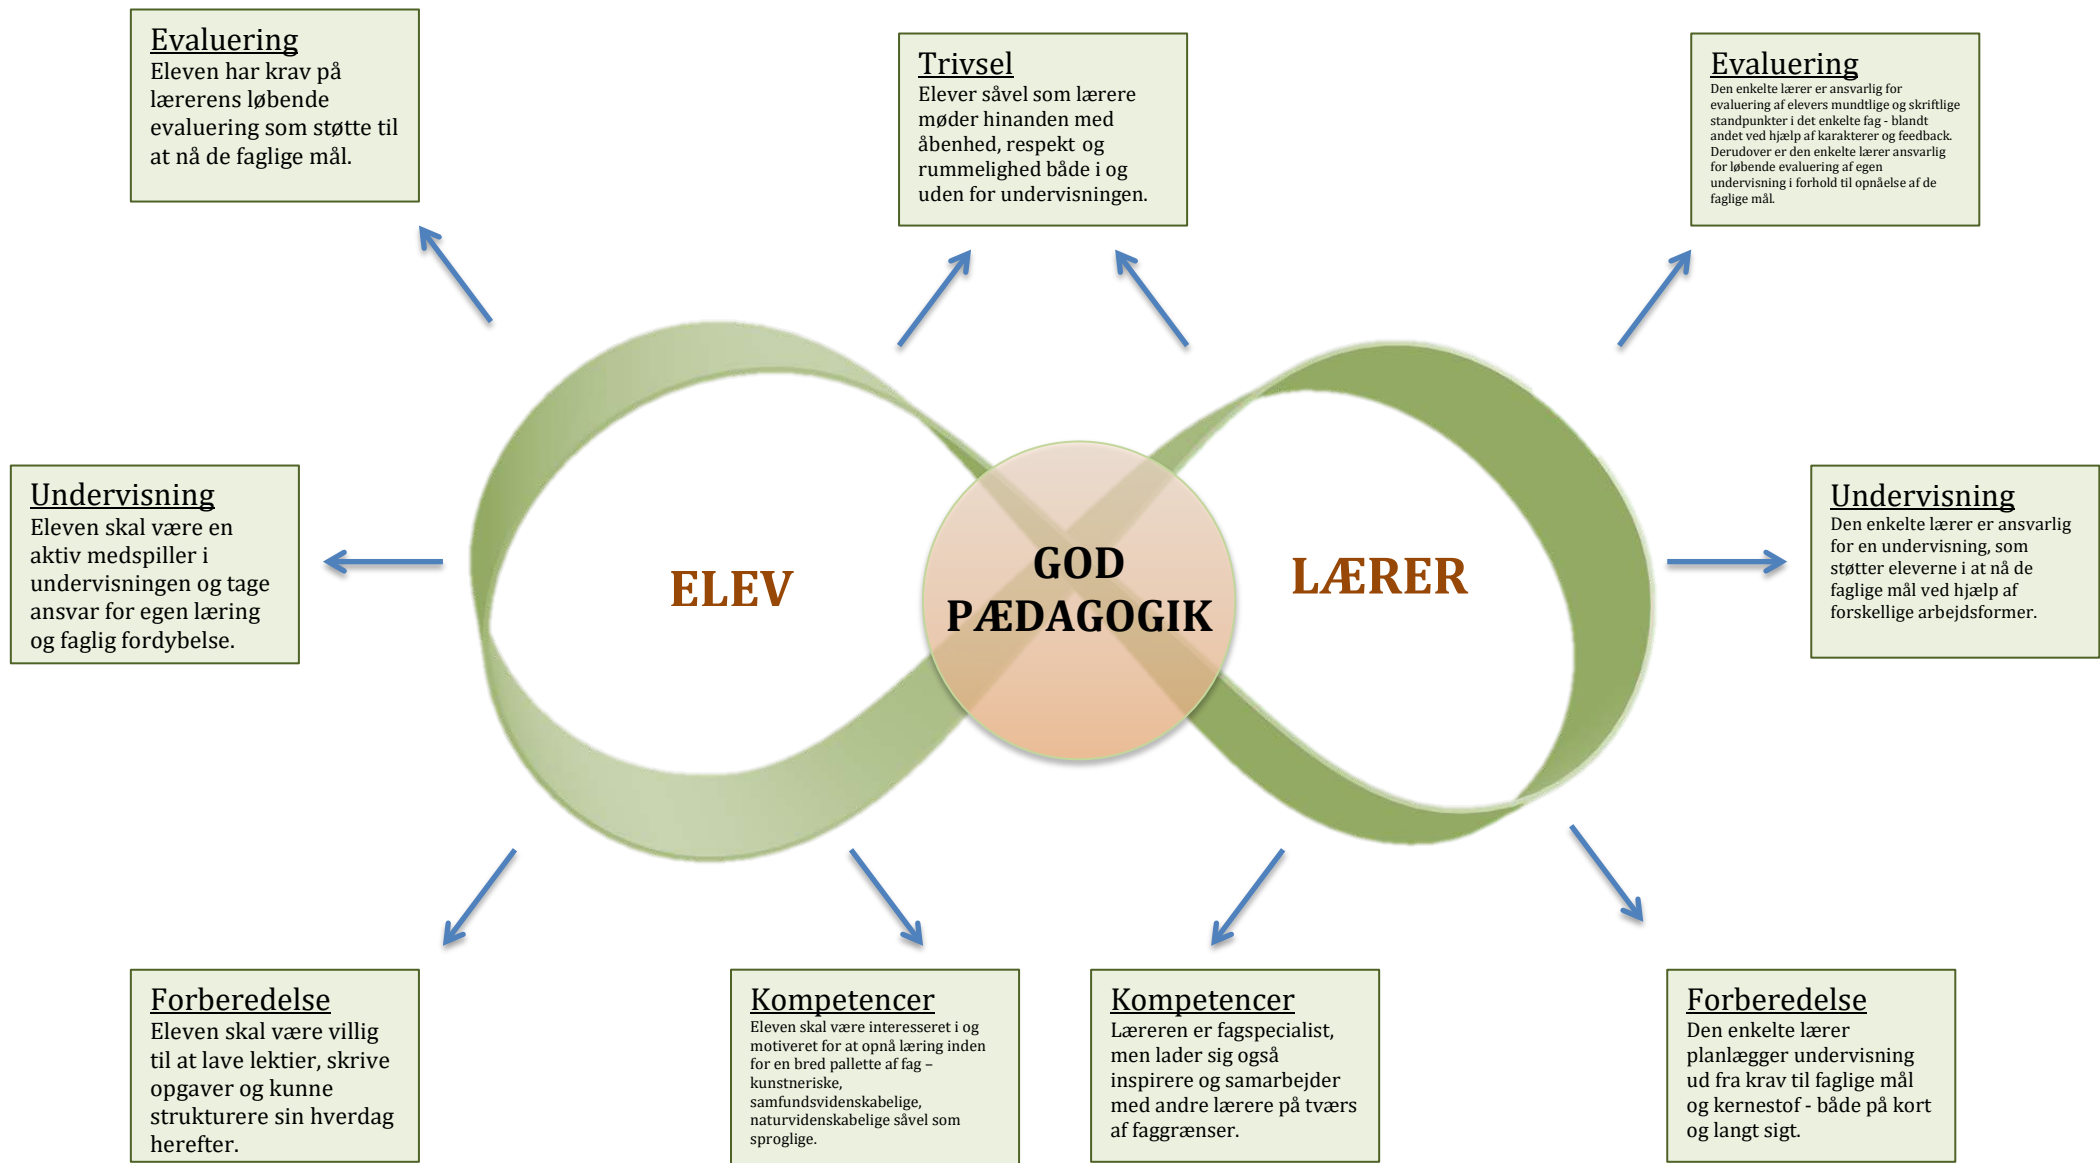 Evaluering
Eleven har krav på
lærerens løbende
evaluering som støtte til
at nå de faglige mål.
Trivsel
Elever såvel som lærere
møder hinanden med
åbenhed, respekt og
rummelighed både i og
uden for undervisningen.
Evaluering
Den enkelte lærer er ansvarlig for
evaluering af elevers mundtlige og skriftlige
standpunkter i det enkelte fag - blandt
andet ved hjælp af karakterer og feedback.
Derudover er den enkelte lærer ansvarlig
for løbende evaluering af egen
undervisning i forhold til opnåelse af de
faglige mål.
Undervisning
Eleven skal være en
aktiv medspiller i
undervisningen og tage
ansvar for egen læring
og faglig fordybelse.
ELEV
GOD
PÆDAGOGIK
LÆRER
Undervisning
Den enkelte lærer er ansvarlig
for en undervisning, som
støtter eleverne i at nå de
faglige mål ved hjælp af
forskellige arbejdsformer.
Forberedelse
Eleven skal være villig
til at lave lektier, skrive
opgaver og kunne
strukturere sin hverdag
herefter.
Kompetencer
Eleven skal være interesseret i og
motiveret for at opnå læring inden
for en bred pallette af fag –
kunstneriske,
samfundsvidenskabelige,
naturvidenskabelige såvel som
sproglige.
Kompetencer
Læreren er fagspecialist,
men lader sig også
inspirere og samarbejder
med andre lærere på tværs
af faggrænser.
Forberedelse
Den enkelte lærer
planlægger undervisning
ud fra krav til faglige mål
og kernestof - både på kort
og langt sigt.